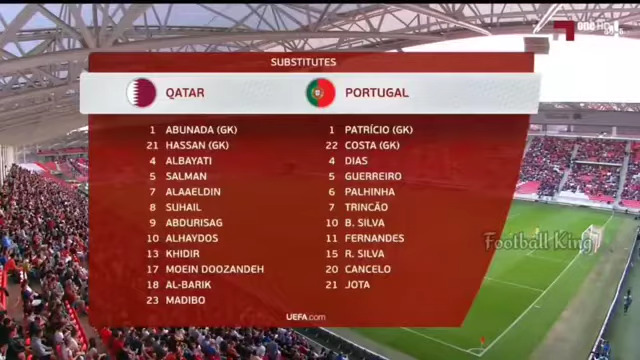 SUBSTITUTES
QATAR PORTUGAL
1 ABUNADA (GK) 1 PATRÍCIO (GK)
21 HASSAN (GK) 22 COSTA (GK)
4 ALBAYATI 4 DIAS
5 SALMAN 5 GUERREIRO
7 ALAAELDIN 6 PALHINHA
8 SUHAIL 7 TRINCÃO
9 ABDURISAG 10 B. SILVA
10 ALHAYDOS 11 FERNANDES
13 KHIDIR 15 R. SILVA
17 MOEIN DOOZANDEH 20 CANCELO
18 AL-BARIK 21 JOTA
23 MADIBO
Football King
UEFA.com